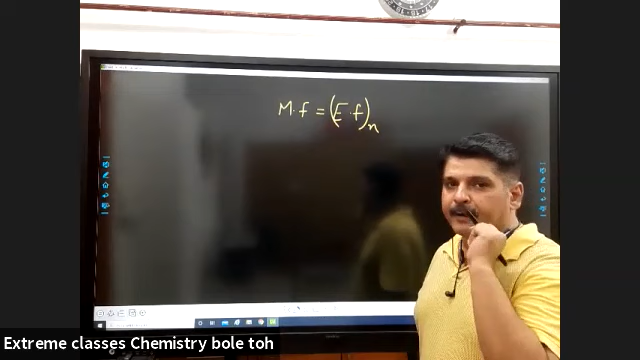 M·f = (E·f)n
Extreme classes Chemistry bole toh